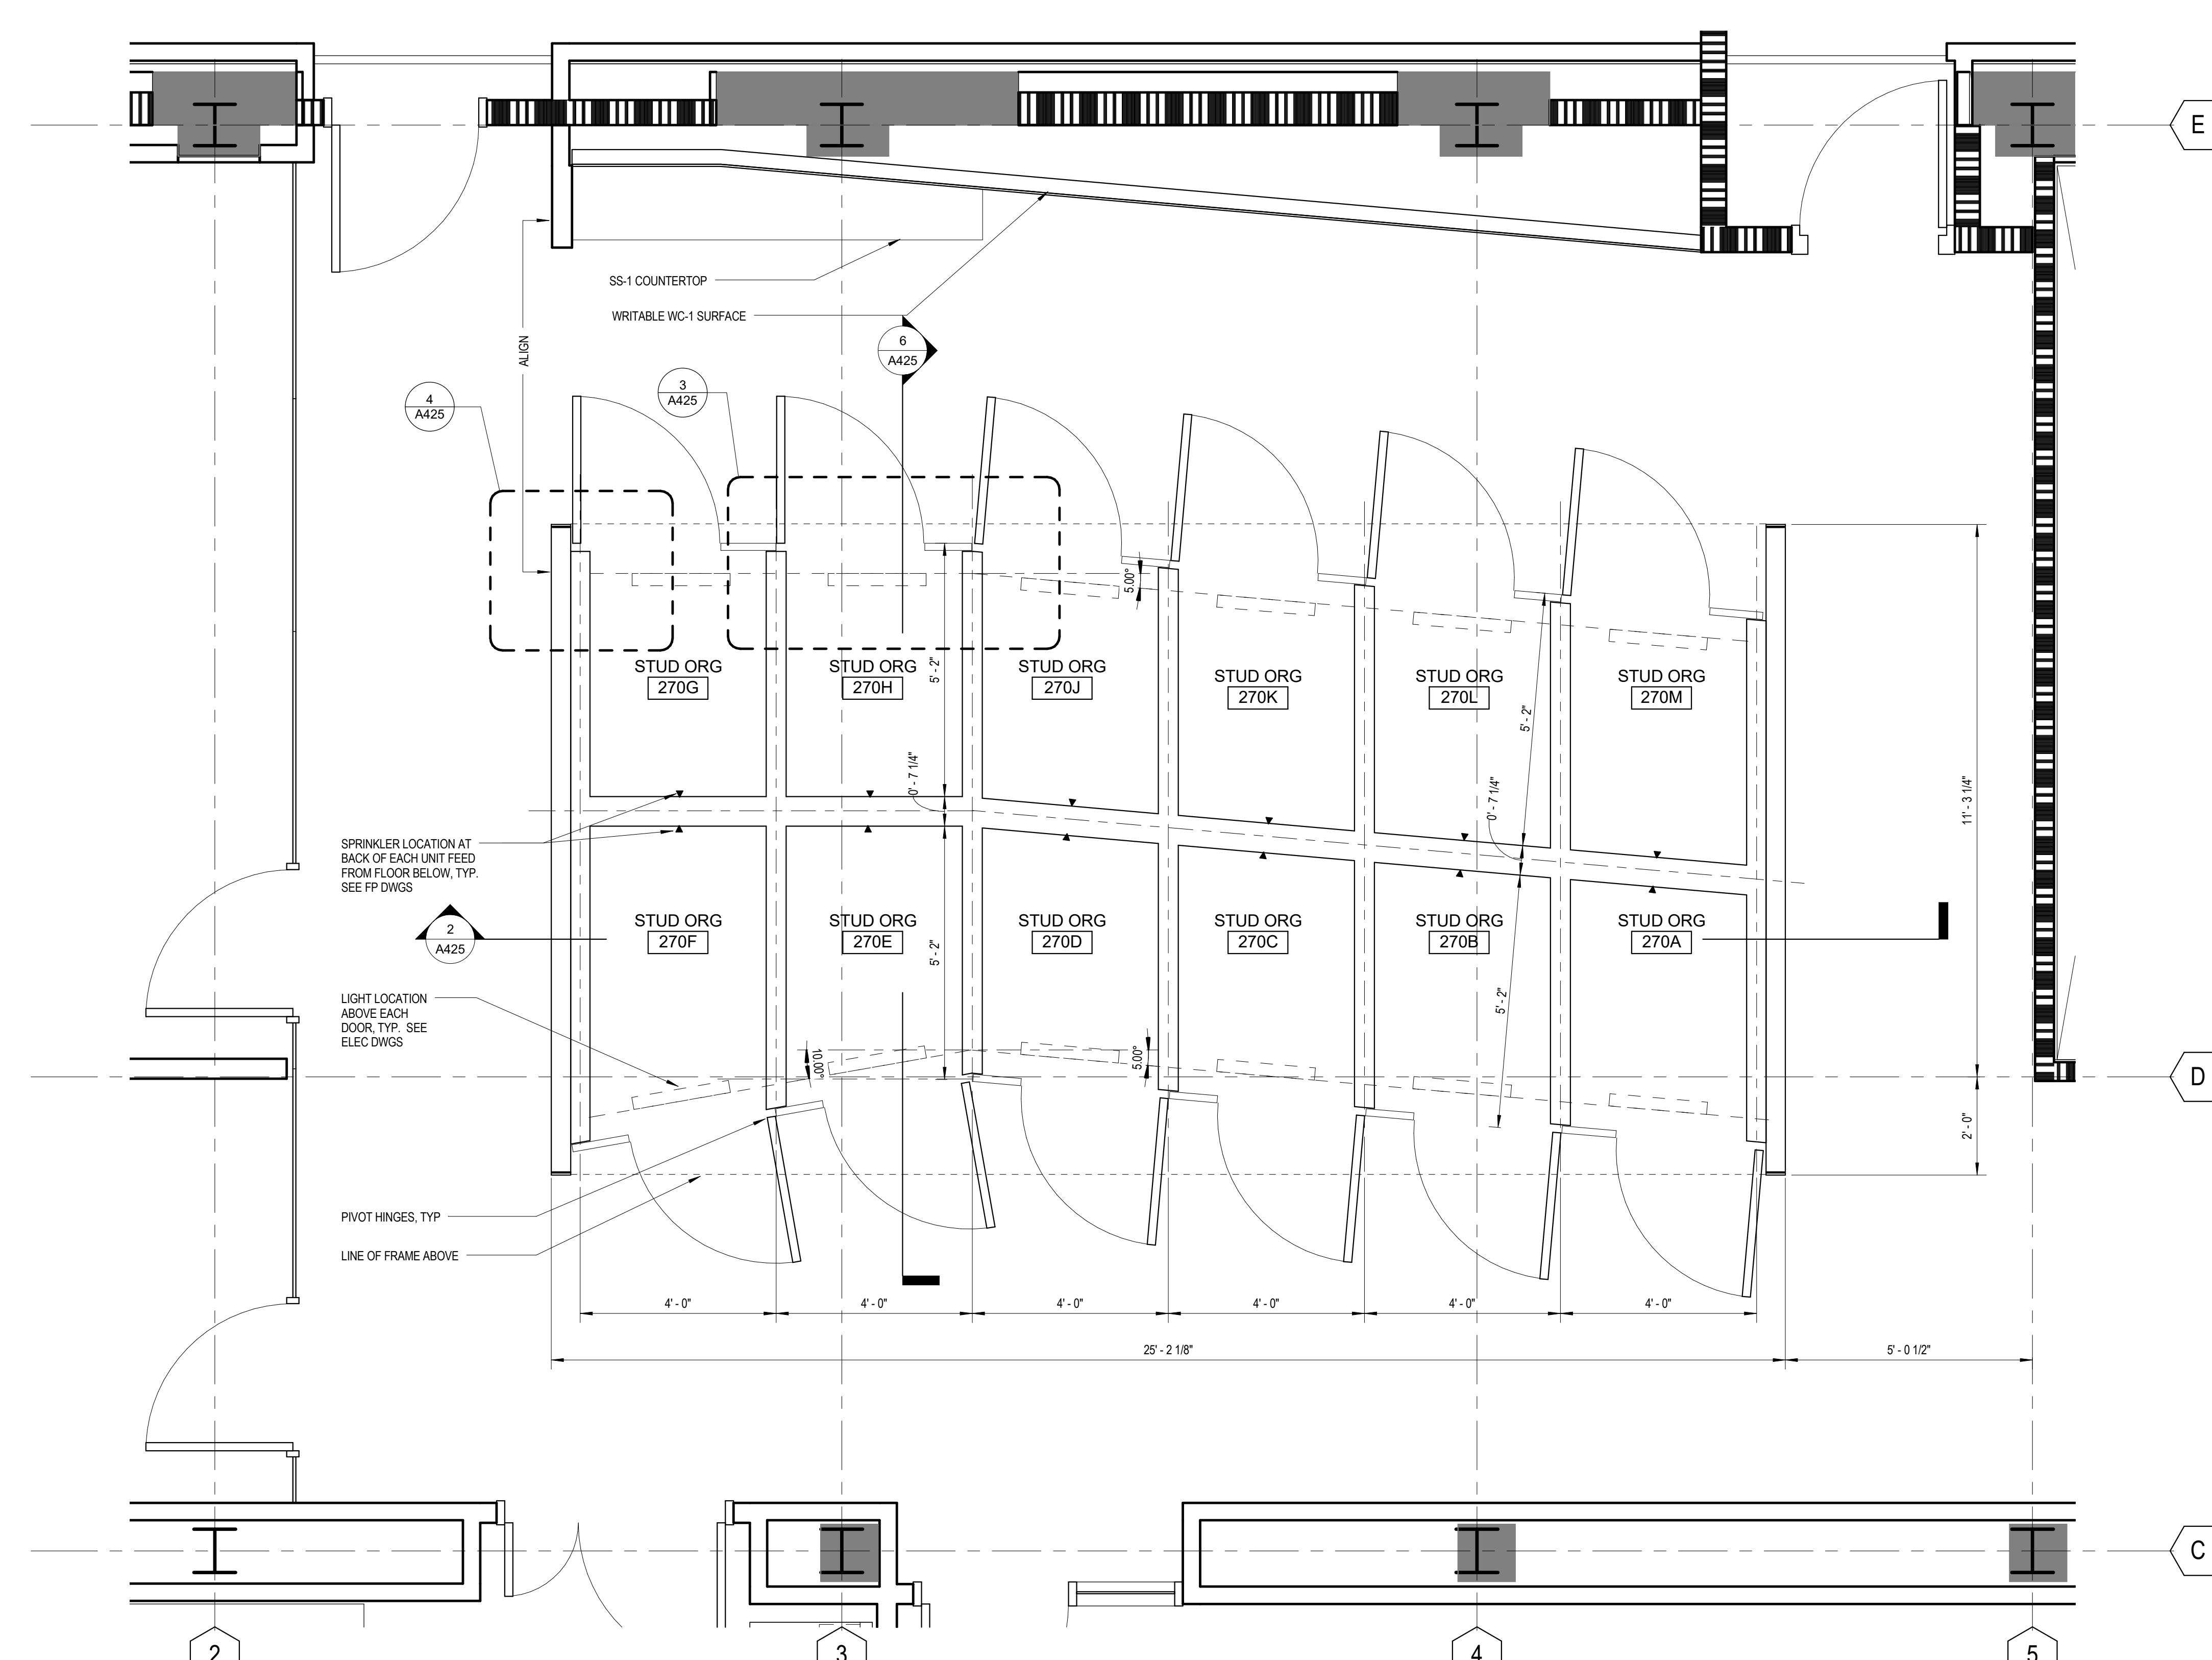 E
SS-1 COUNTERTOP
WRITABLE WC-1 SURFACE
ALIGN
6
A425
3
A425
4
A425
5.00°
STUD ORG
270G
STUD ORG
270H
STUD ORG
270J
STUD ORG
270K
STUD ORG
270L
STUD ORG
270M
5' - 2"
5' - 2"
0' - 7 1/4"
0' - 7 1/4"
11' - 3 1/4"
SPRINKLER LOCATION AT
BACK OF EACH UNIT FEED
FROM FLOOR BELOW, TYP.
SEE FP DWGS
2
A425
STUD ORG
270F
STUD ORG
270E
STUD ORG
270D
STUD ORG
270C
STUD ORG
270B
STUD ORG
270A
5' - 2"
5' - 2"
LIGHT LOCATION
ABOVE EACH
DOOR, TYP. SEE
ELEC DWGS
10.00°
5.00°
D
2' - 0"
PIVOT HINGES, TYP
LINE OF FRAME ABOVE
4' - 0"
4' - 0"
4' - 0"
4' - 0"
4' - 0"
4' - 0"
25' - 2 1/8"
5' - 0 1/2"
C
2
3
4
5